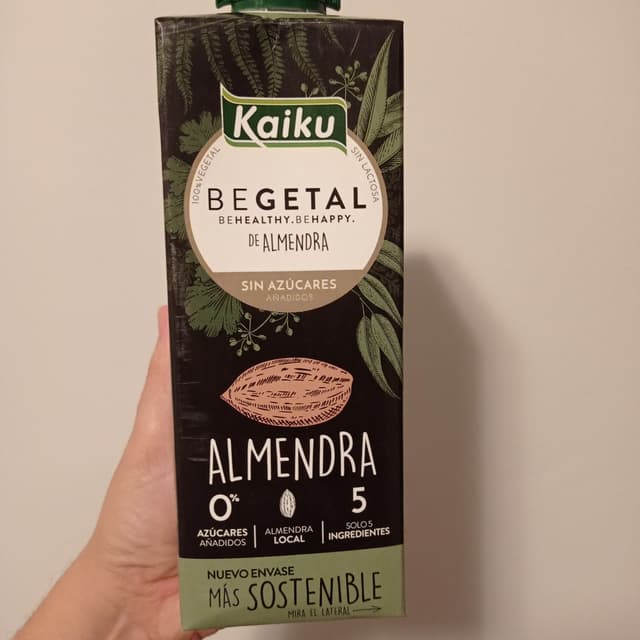 Kaiku
100% VEGETAL
SIN LACTOSA
BEGETAL
BEHEALTHY.BEHAPPY.
DE ALMENDRA
SIN AZÚCARES
AÑADIDOS
ALMENDRA
0%
AZÚCARES
AÑADIDOS
ALMENDRA
LOCAL
5
SOLO 5
INGREDIENTES
NUEVO ENVASE
MÁS SOSTENIBLE
MIRA EL LATERAL